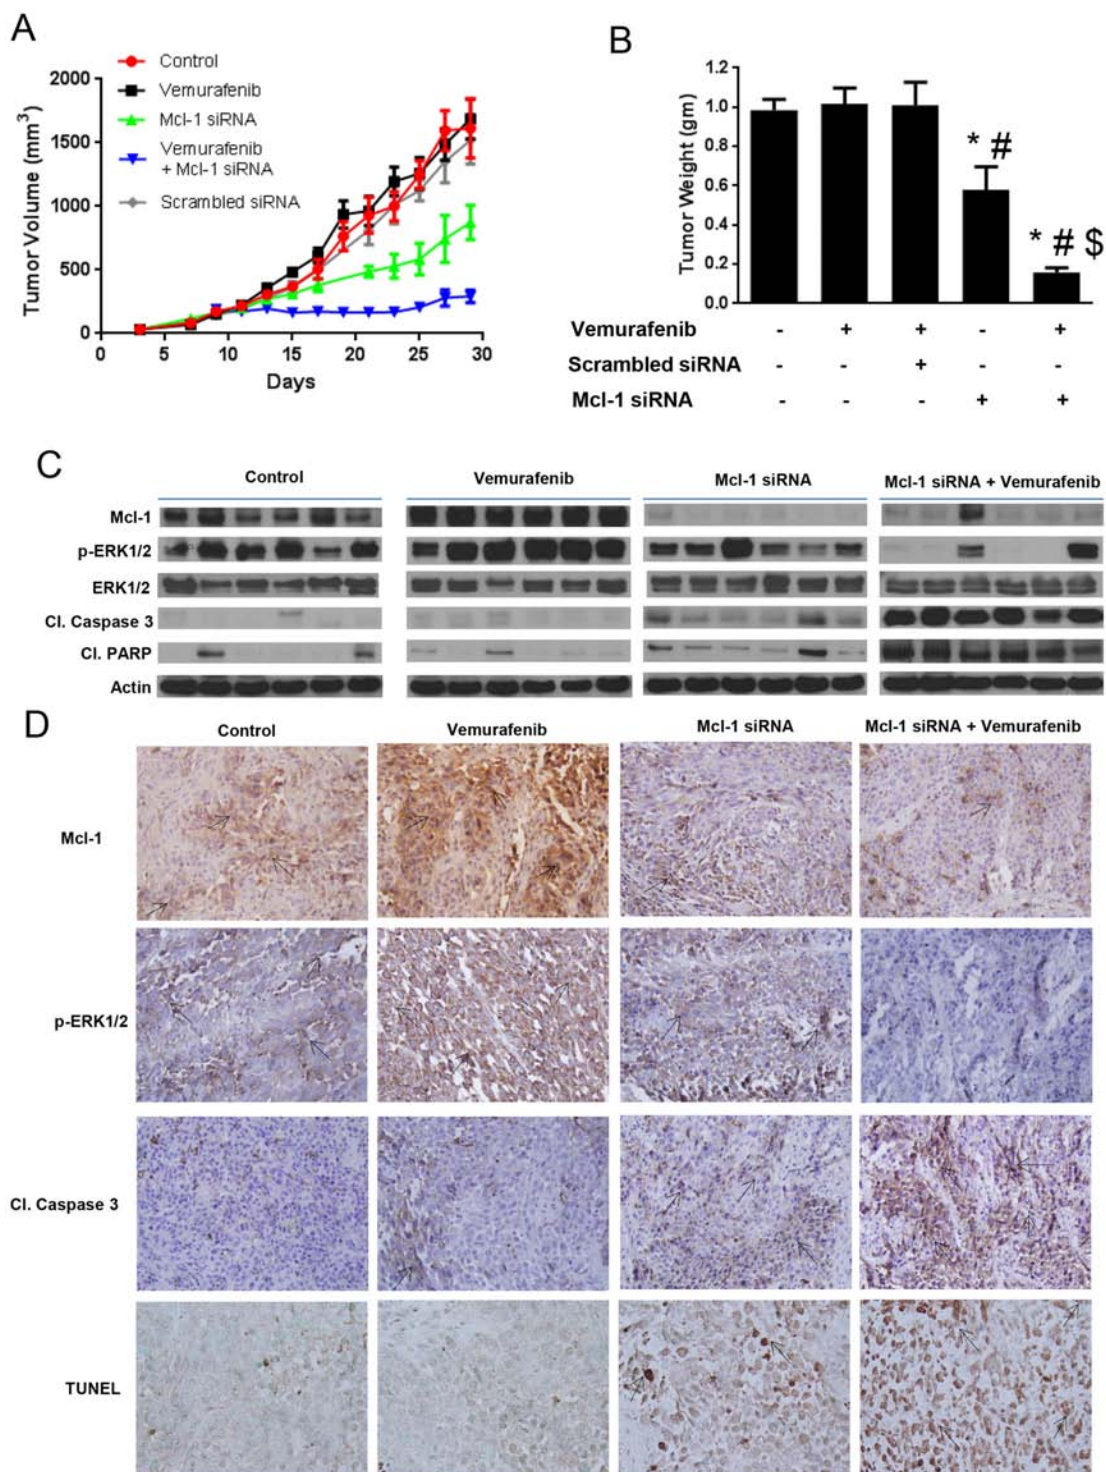 A
Control
Vemurafenib
Mcl-1 siRNA
Vemurafenib
+ Mcl-1 siRNA
Scrambled siRNA
Tumor Volume (mm³)
2000
1500
1000
500
0
0 5 10 15 20 25 30
Days
B
Tumor Weight (gm)
1.2
1.0
0.8
0.6
0.4
0.2
0.0
* #
* # $
Vemurafenib - + + - +
Scrambled siRNA - - + - -
Mcl-1 siRNA - - - + +
C
Control Vemurafenib Mcl-1 siRNA Mcl-1 siRNA + Vemurafenib
Mcl-1
p-ERK1/2
ERK1/2
Cl. Caspase 3
Cl. PARP
Actin
D
Control Vemurafenib Mcl-1 siRNA Mcl-1 siRNA + Vemurafenib
Mcl-1
p-ERK1/2
Cl. Caspase 3
TUNEL